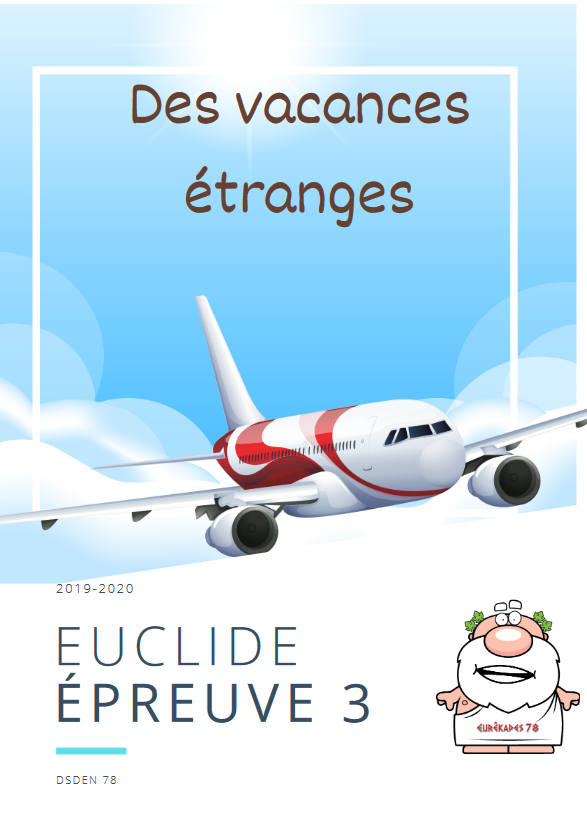 Des vacances
étranges
2019-2020
EUCLIDE
ÉPREUVE 3
EURÊKADES 78
DSDEN 78